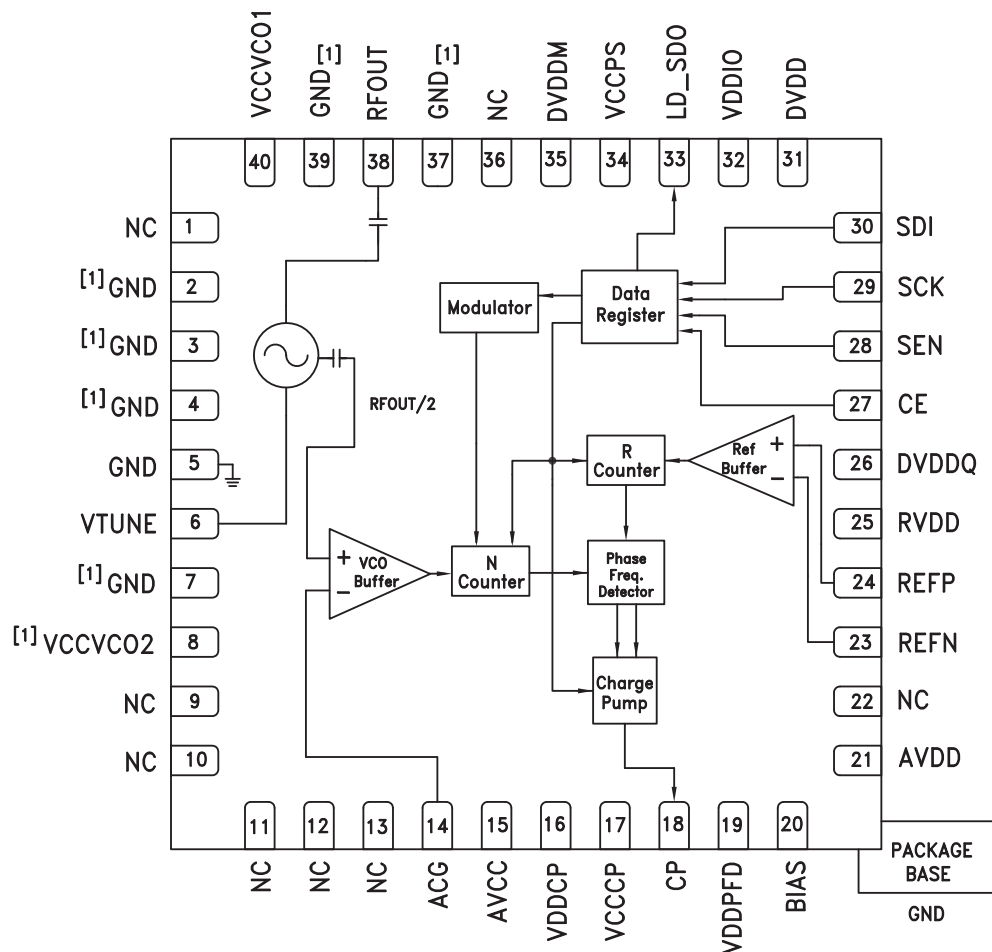 VCCVCO1
GND[1]
RFOUT
GND[1]
NC
DVDDM
VCCPS
LD_SDO
VDDIO
DVDD
40
39
38
37
36
35
34
33
32
31
NC 1
[1]GND 2
[1]GND 3
[1]GND 4
GND 5
VTUNE 6
[1]GND 7
[1]VCCVCO2 8
NC 9
NC 10
30 SDI
29 SCK
28 SEN
27 CE
26 DVDDQ
25 RVDD
24 REFP
23 REFN
22 NC
21 AVDD
Modulator
Data
Register
RFOUT/2
R
Counter
+
Ref
Buffer
−
+
VCO
Buffer
−
N
Counter
Phase
Freq.
Detector
Charge
Pump
11
12
13
14
15
16
17
18
19
20
NC
NC
NC
ACG
AVCC
VDDCP
VCCCP
CP
VDDPFD
BIAS
PACKAGE
BASE
GND